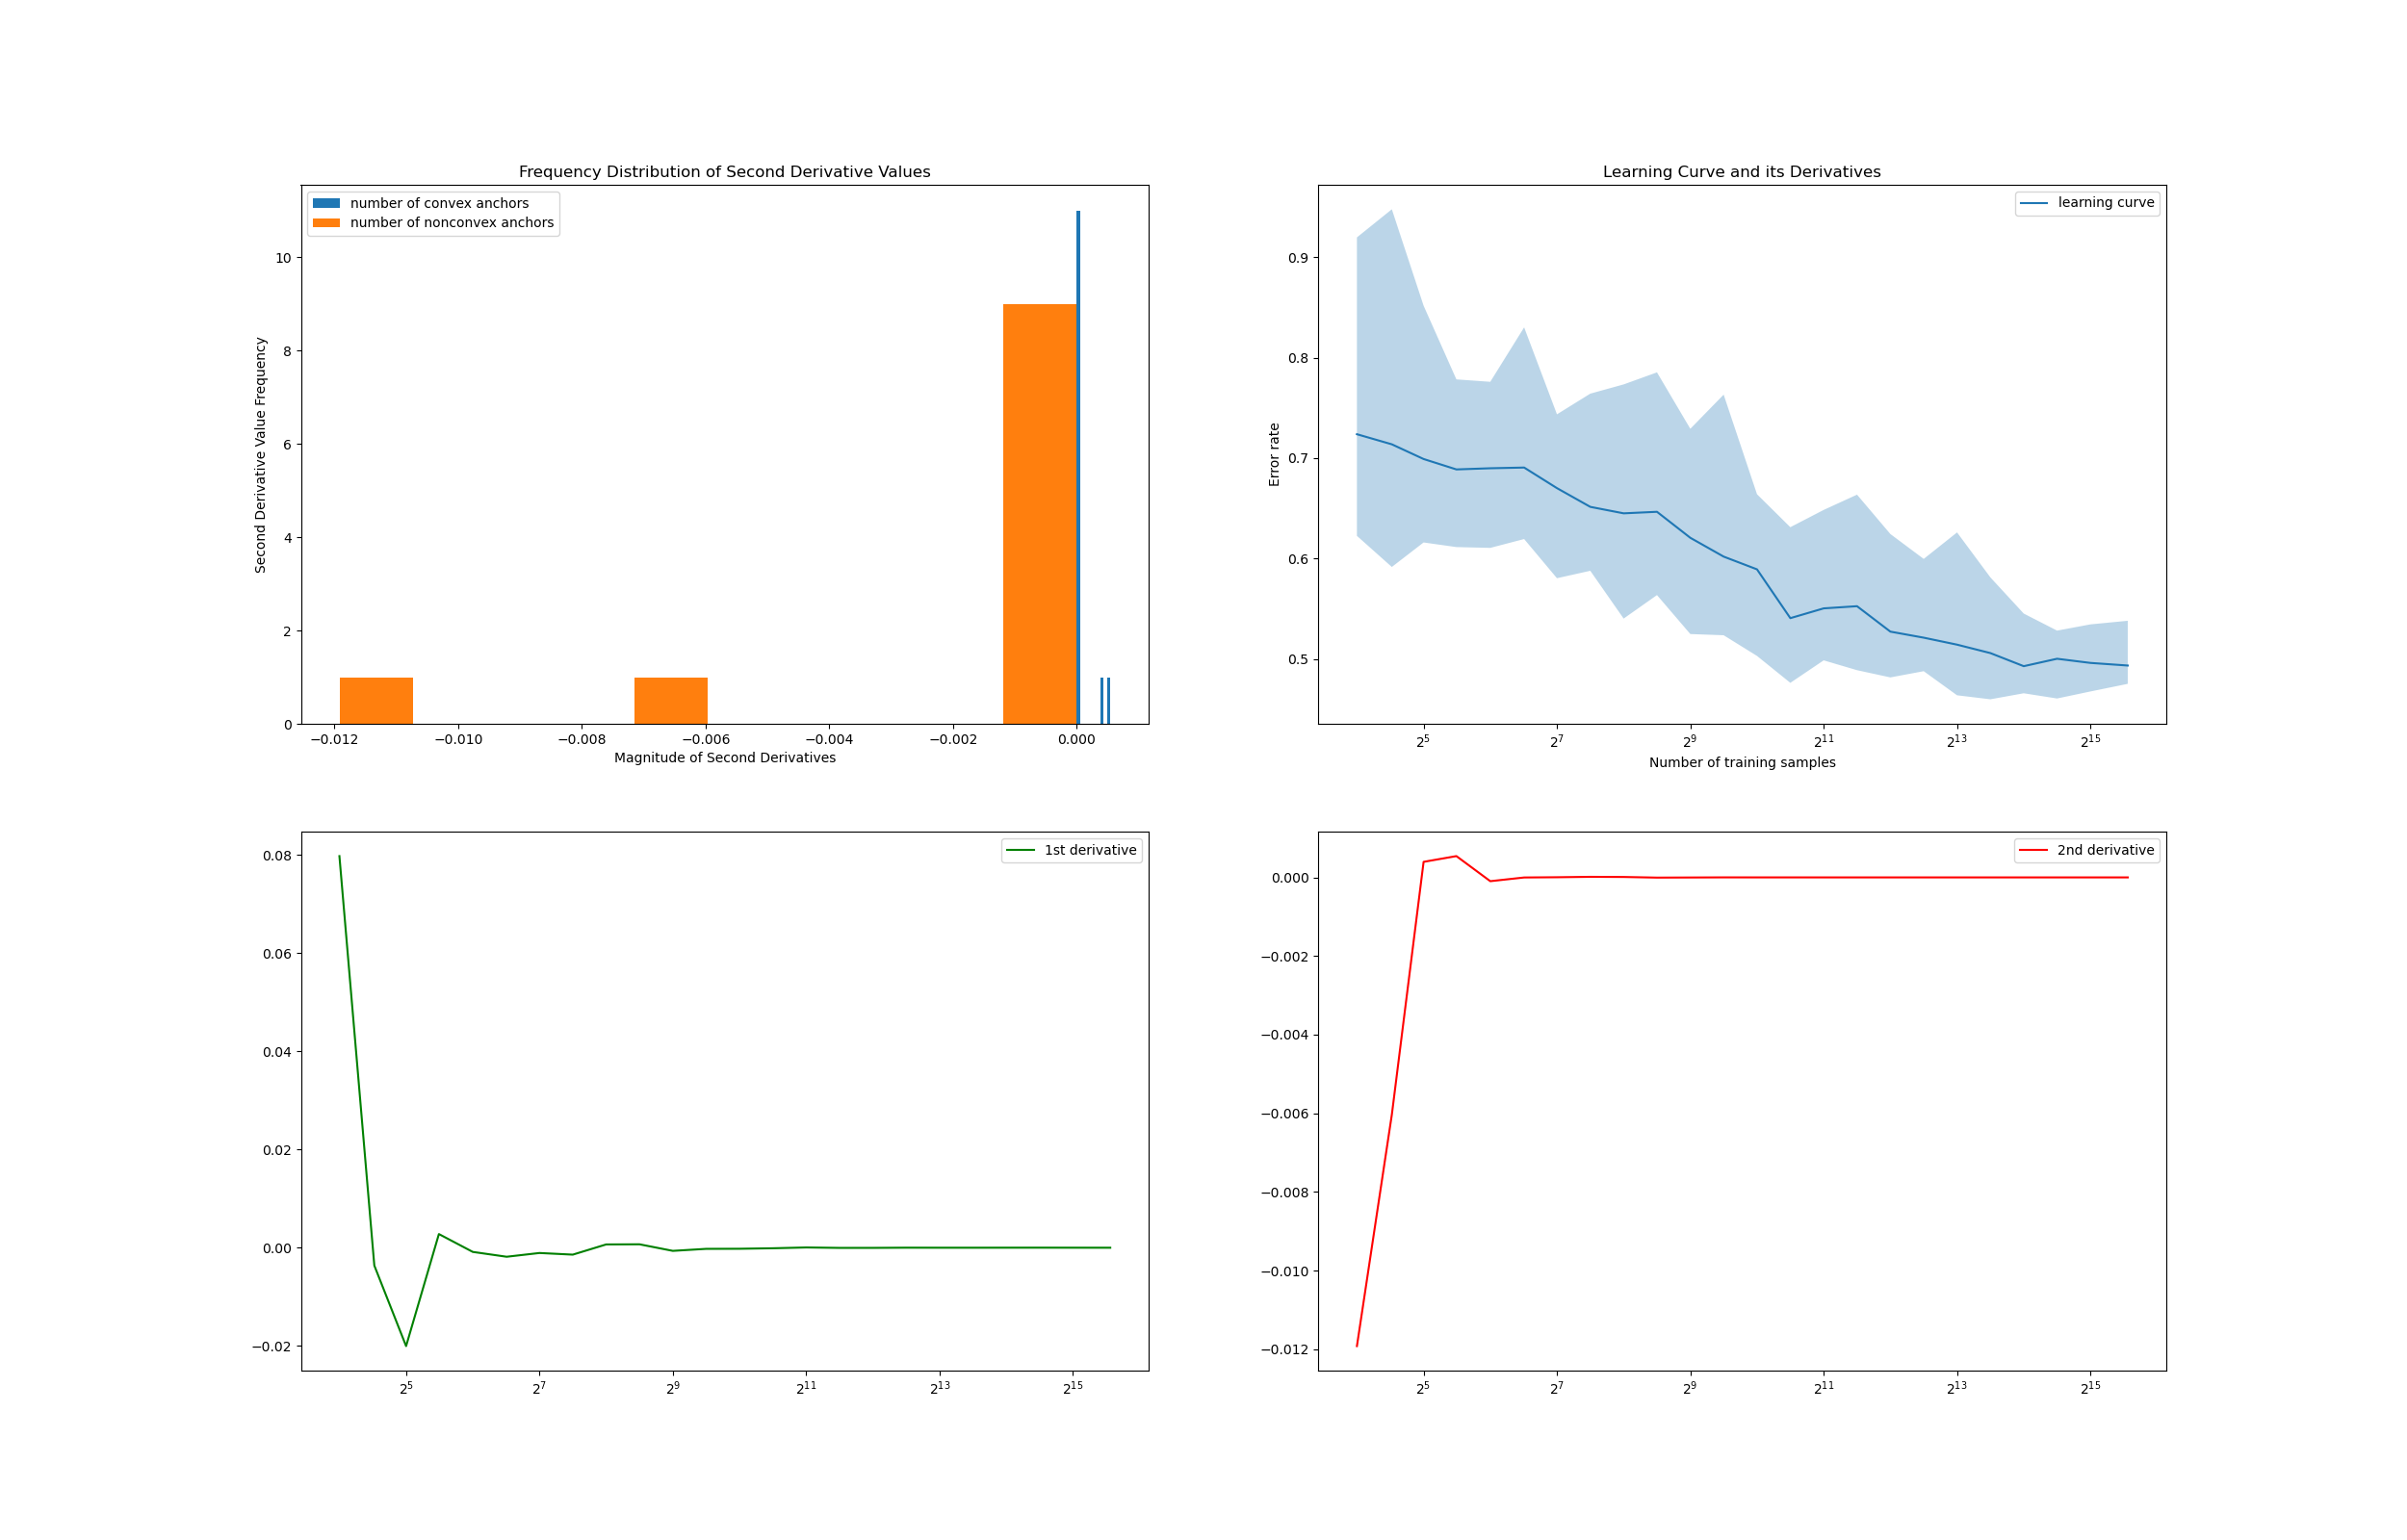 Frequency Distribution of Second Derivative Values
number of convex anchors
number of nonconvex anchors
Second Derivative Value Frequency
10
8
6
4
2
0
−0.012 −0.010 −0.008 −0.006 −0.004 −0.002 0.000
Magnitude of Second Derivatives
Learning Curve and its Derivatives
learning curve
Error rate
0.9
0.8
0.7
0.6
0.5
2^5 2^7 2^9 2^11 2^13 2^15
Number of training samples
1st derivative
0.08
0.06
0.04
0.02
0.00
−0.02
2^5 2^7 2^9 2^11 2^13 2^15
2nd derivative
0.000
−0.002
−0.004
−0.006
−0.008
−0.010
−0.012
2^5 2^7 2^9 2^11 2^13 2^15